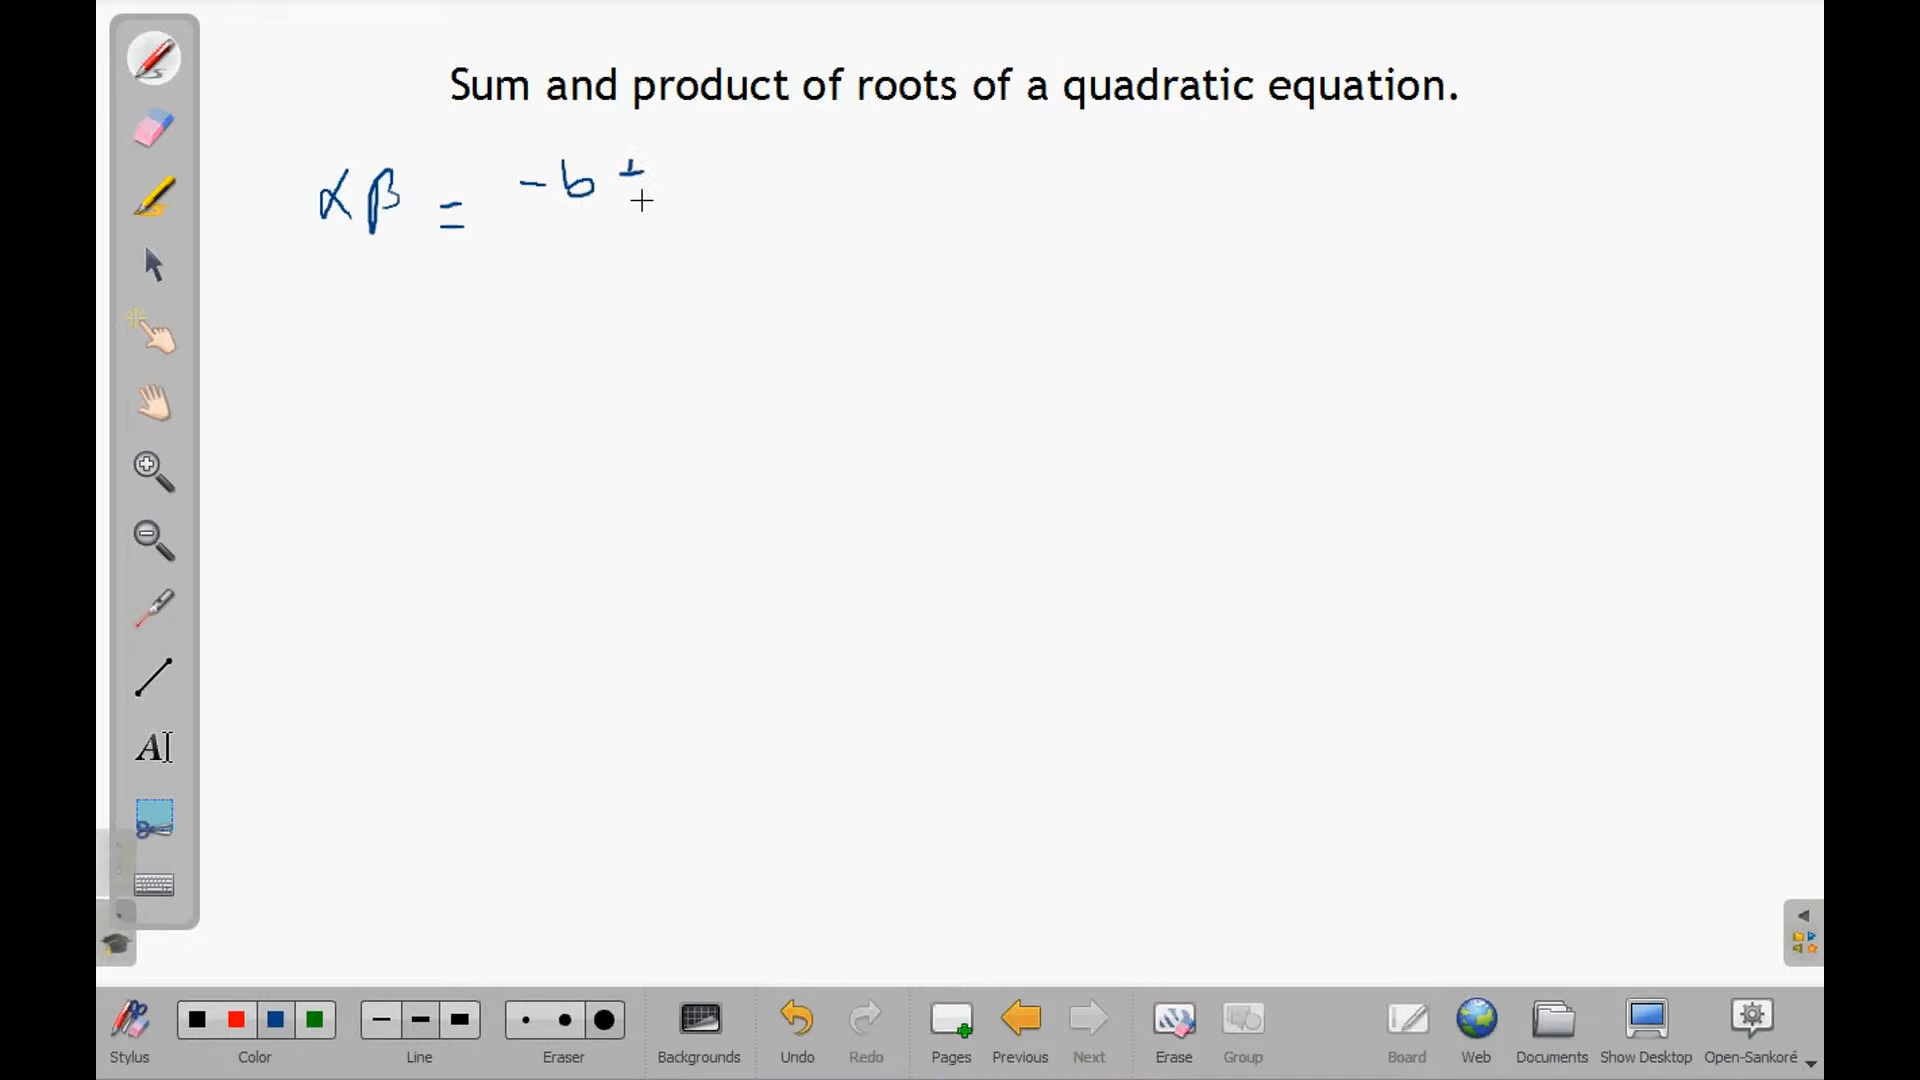 Sum and product of roots of a quadratic equation.
αβ = -b +
A
Stylus Color Line Eraser Backgrounds Undo Redo Pages Previous Next Erase Group Board Web Documents Show Desktop Open-Sankoré